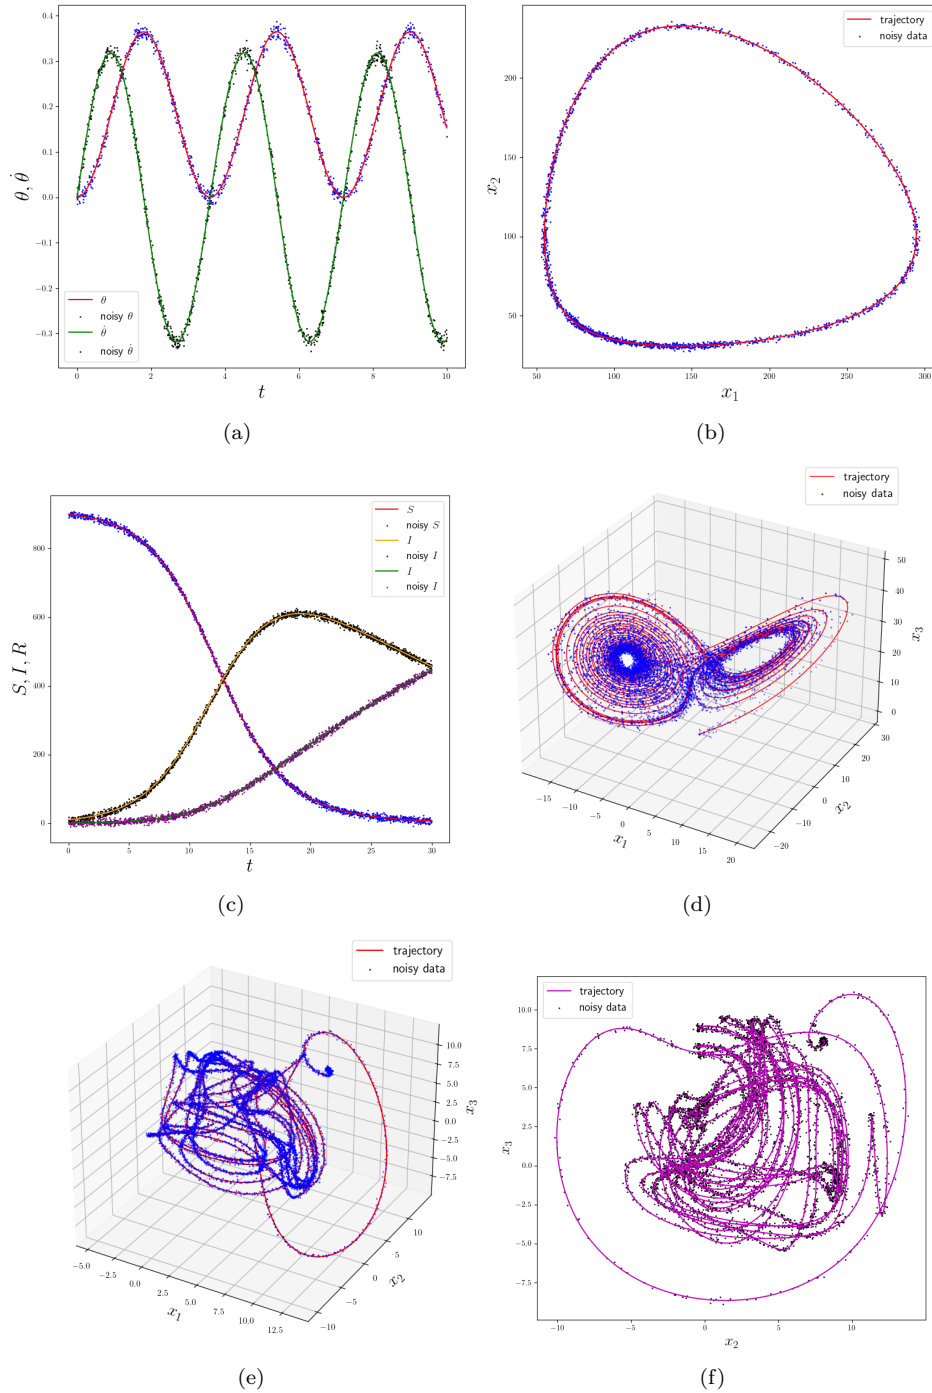 0.4
0.3
0.2
0.1
0.0
−0.1
−0.2
−0.3
θ, θ̇
θ
noisy θ
θ̇
noisy θ̇
0 2 4 6 8 10
t
(a)
trajectory
noisy data
200
150
100
50
x₂
50 100 150 200 250 300
x₁
(b)
S
noisy S
I
noisy I
I
noisy I
800
600
400
200
0
S, I, R
0 5 10 15 20 25 30
t
(c)
trajectory
noisy data
50
40
30
20
10
0
x₃
−15 −10 −5 0 5 10 15 20
x₁
−20 −10 0 10 20 30
x₂
(d)
trajectory
noisy data
10.0
7.5
5.0
2.5
0.0
−2.5
−5.0
−7.5
x₃
−5.0 −2.5 0.0 2.5 5.0 7.5 10.0 12.5
x₁
−10 −5 0 5 10
x₂
(e)
trajectory
noisy data
10.0
7.5
5.0
2.5
0.0
−2.5
−5.0
−7.5
x₃
−10 −5 0 5 10
x₂
(f)